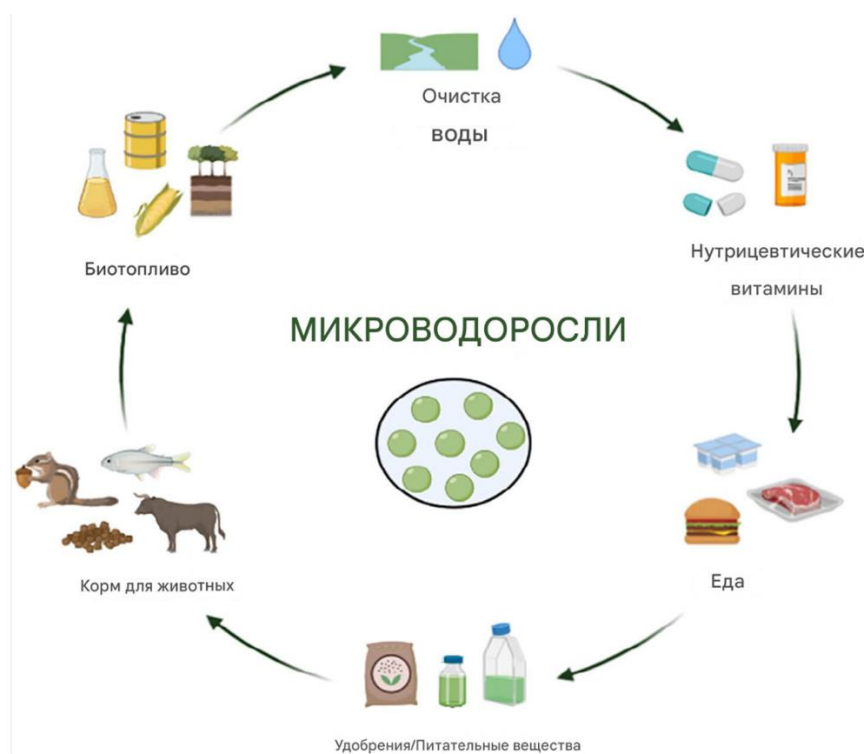 Очистка
воды
Нутрицевтические
витамины
Биотопливо
МИКРОВОДОРОСЛИ
Еда
Корм для животных
Удобрения/Питательные вещества